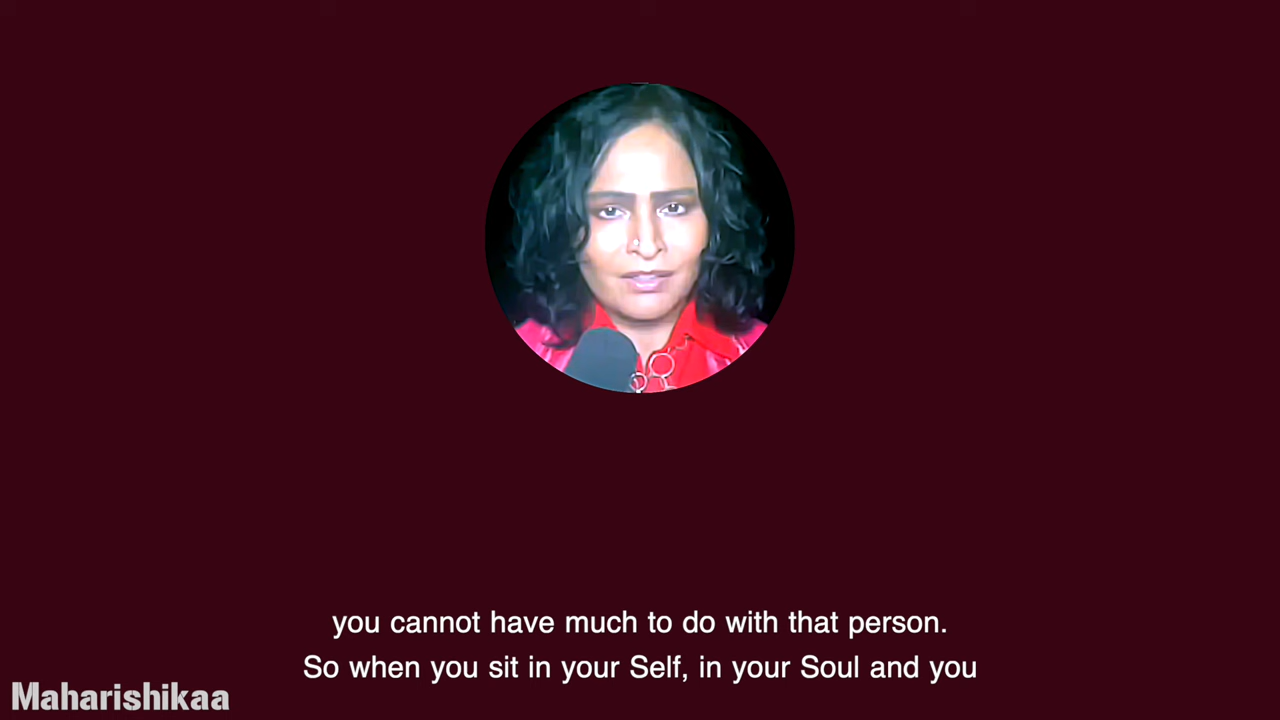 you cannot have much to do with that person.
So when you sit in your Self, in your Soul and you
Maharishikaa